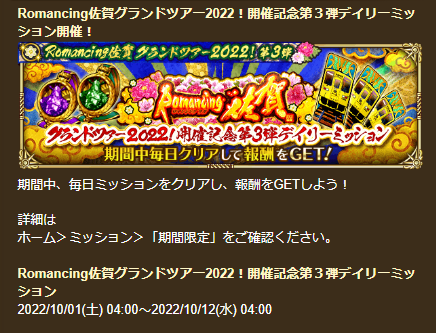 Romancing佐賀グランドツアー2022！開催記念第３弾デイリーミッ
ション開催！
Romancing佐賀グランドツアー2022！第3弾
Romancing佐賀
グランドツアー2022！開催記念第3弾デイリーミッション
期間中毎日クリアして報酬をGET！
期間中、毎日ミッションをクリアし、報酬をGETしよう！
詳細は
ホーム＞ミッション＞「期間限定」をご確認ください。
Romancing佐賀グランドツアー2022！開催記念第３弾デイリーミッ
ション
2022/10/01(土) 04:00～2022/10/12(水) 04:00